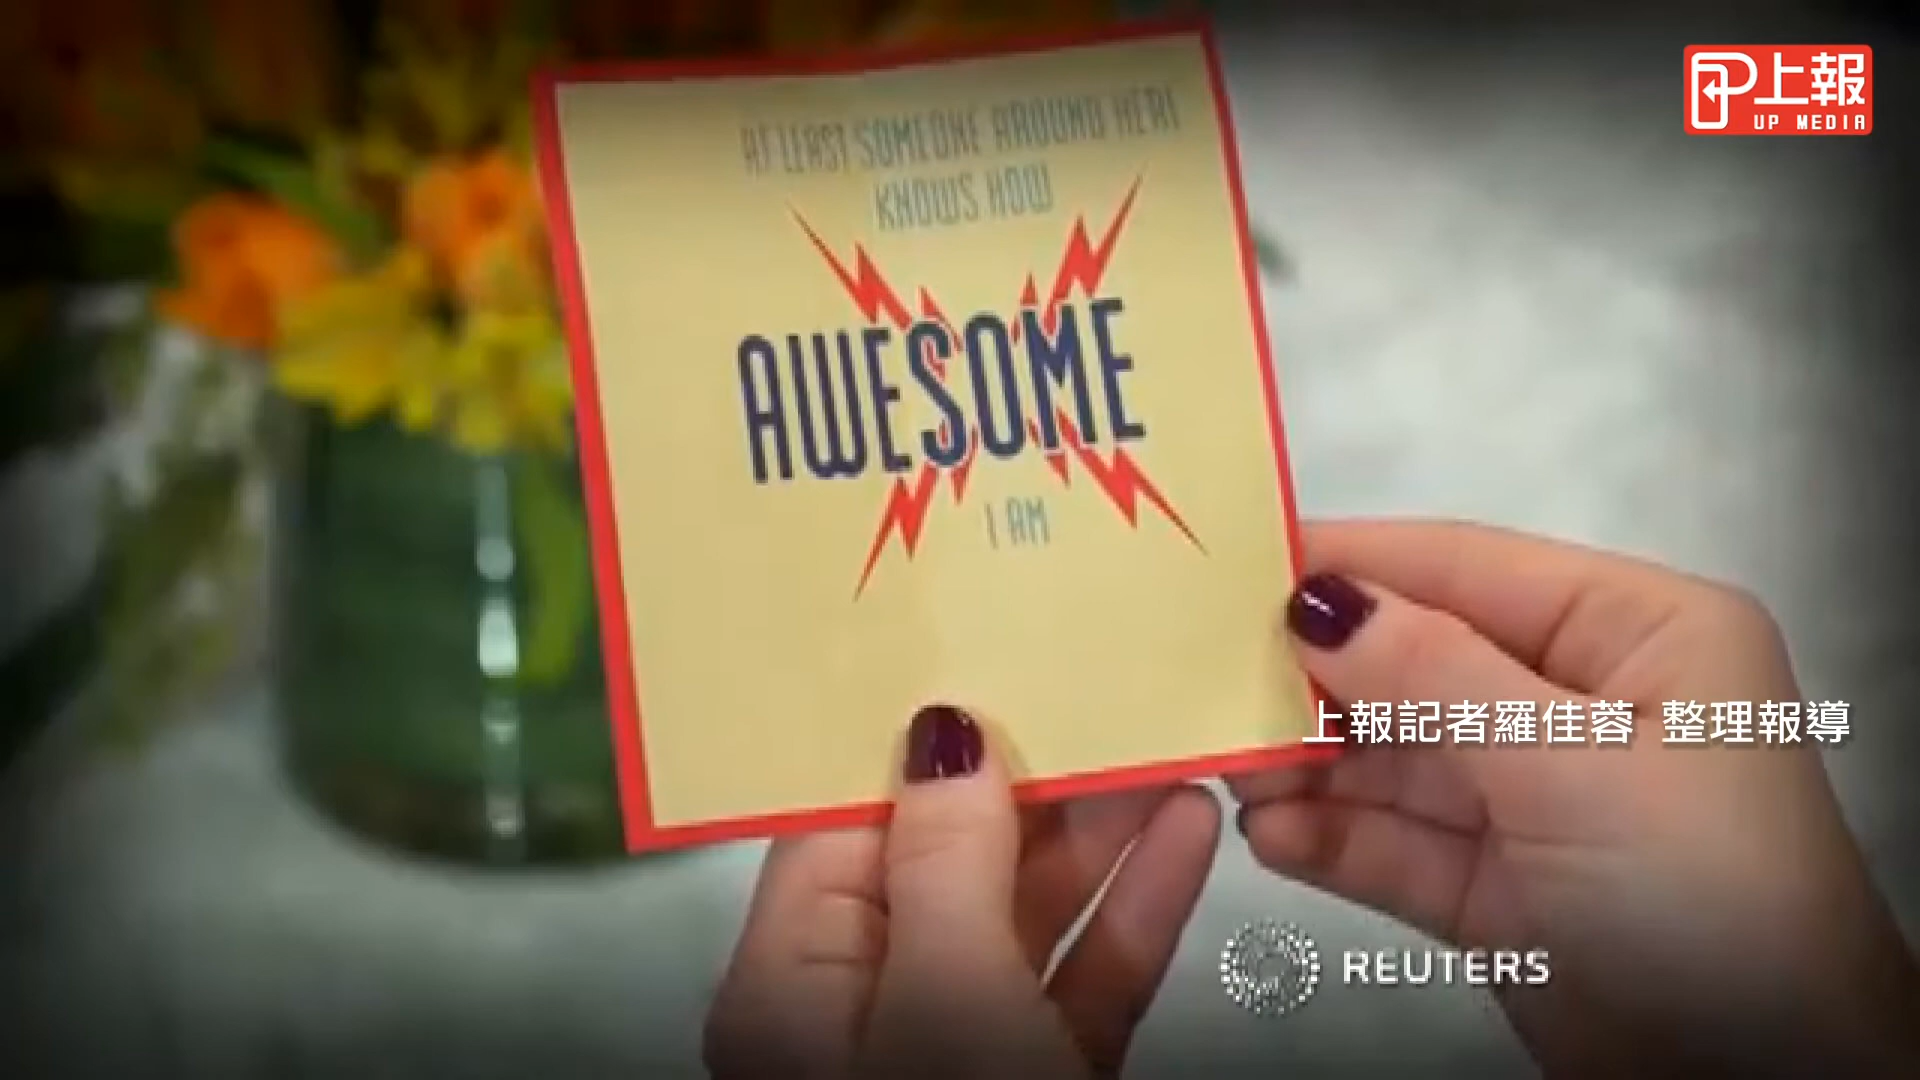 上報
UP MEDIA
AT LEAST SOMEONE AROUND HERE
KNOWS HOW
AWESOME
I AM
上報記者羅佳蓉 整理報導
REUTERS